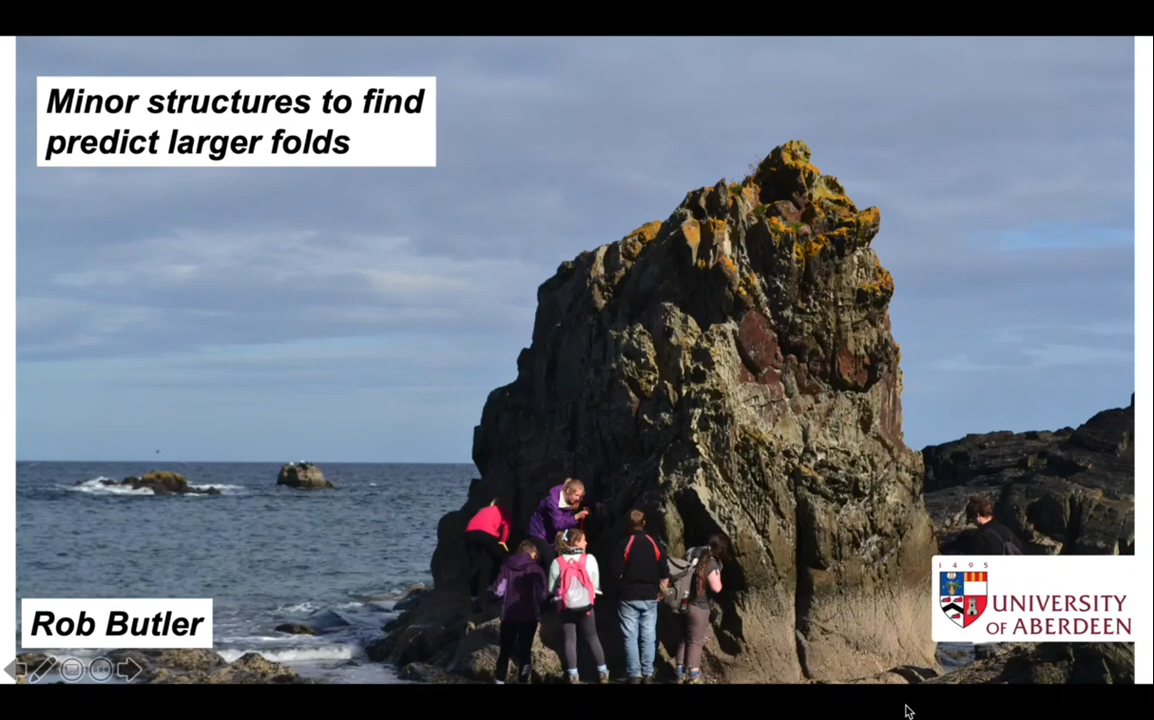 Minor structures to find
predict larger folds
Rob Butler
1495
UNIVERSITY
OF ABERDEEN